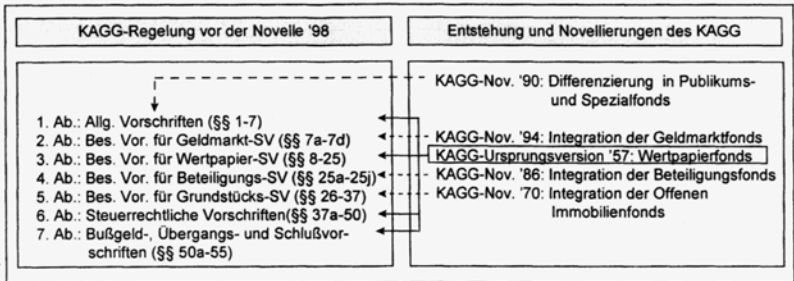 KAGG-Regelung vor der Novelle '98
Entstehung und Novellierungen des KAGG
1. Ab.: Allg. Vorschriften (§§ 1-7)
2. Ab.: Bes. Vor. für Geldmarkt-SV (§§ 7a-7d)
3. Ab.: Bes. Vor. für Wertpapier-SV (§§ 8-25)
4. Ab.: Bes. Vor. für Beteiligungs-SV (§§ 25a-25j)
5. Ab.: Bes. Vor. für Grundstücks-SV (§§ 26-37)
6. Ab.: Steuerrechtliche Vorschriften(§§ 37a-50)
7. Ab.: Bußgeld-, Übergangs- und Schlußvor-
schriften (§§ 50a-55)
KAGG-Nov. '90: Differenzierung in Publikums-
und Spezialfonds
KAGG-Nov. '94: Integration der Geldmarktfonds
KAGG-Ursprungsversion '57: Wertpapierfonds
KAGG-Nov. '86: Integration der Beteiligungsfonds
KAGG-Nov. '70: Integration der Offenen
Immobilienfonds